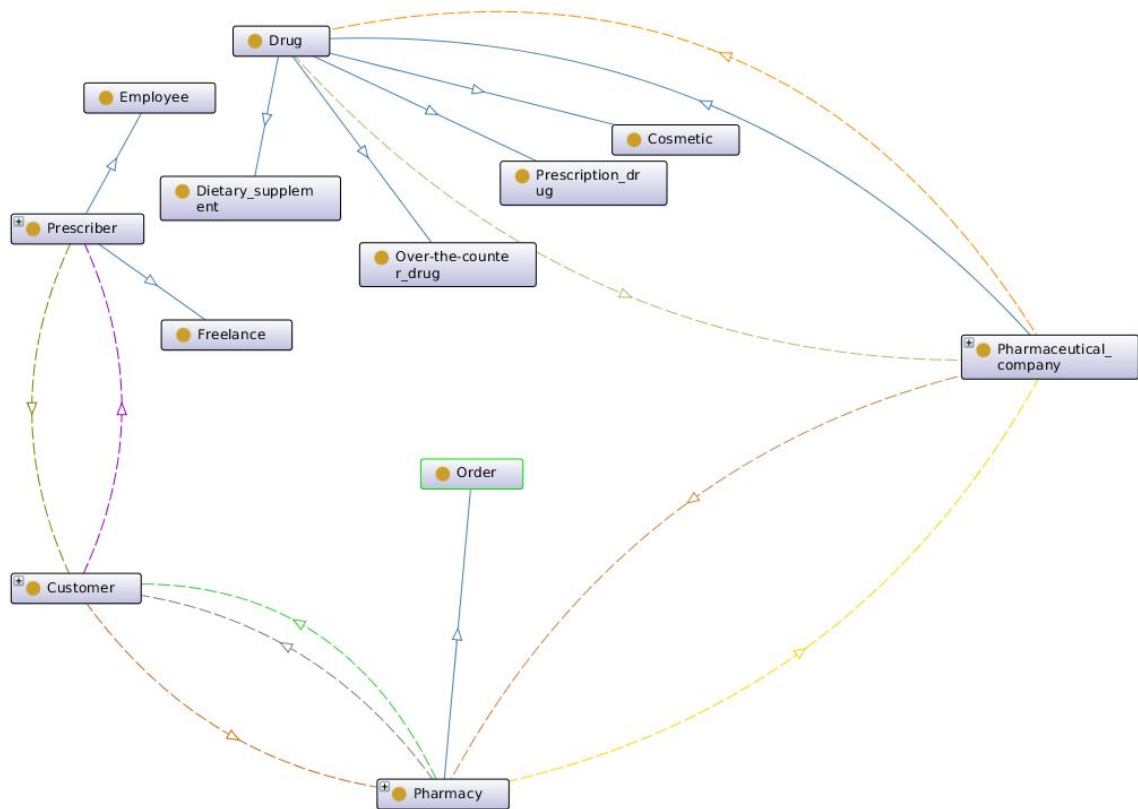 Drug
Employee
Cosmetic
Prescription_dr
ug
Dietary_supplem
ent
Prescriber
Over-the-counte
r_drug
Freelance
Pharmaceutical_
company
Order
Customer
Pharmacy